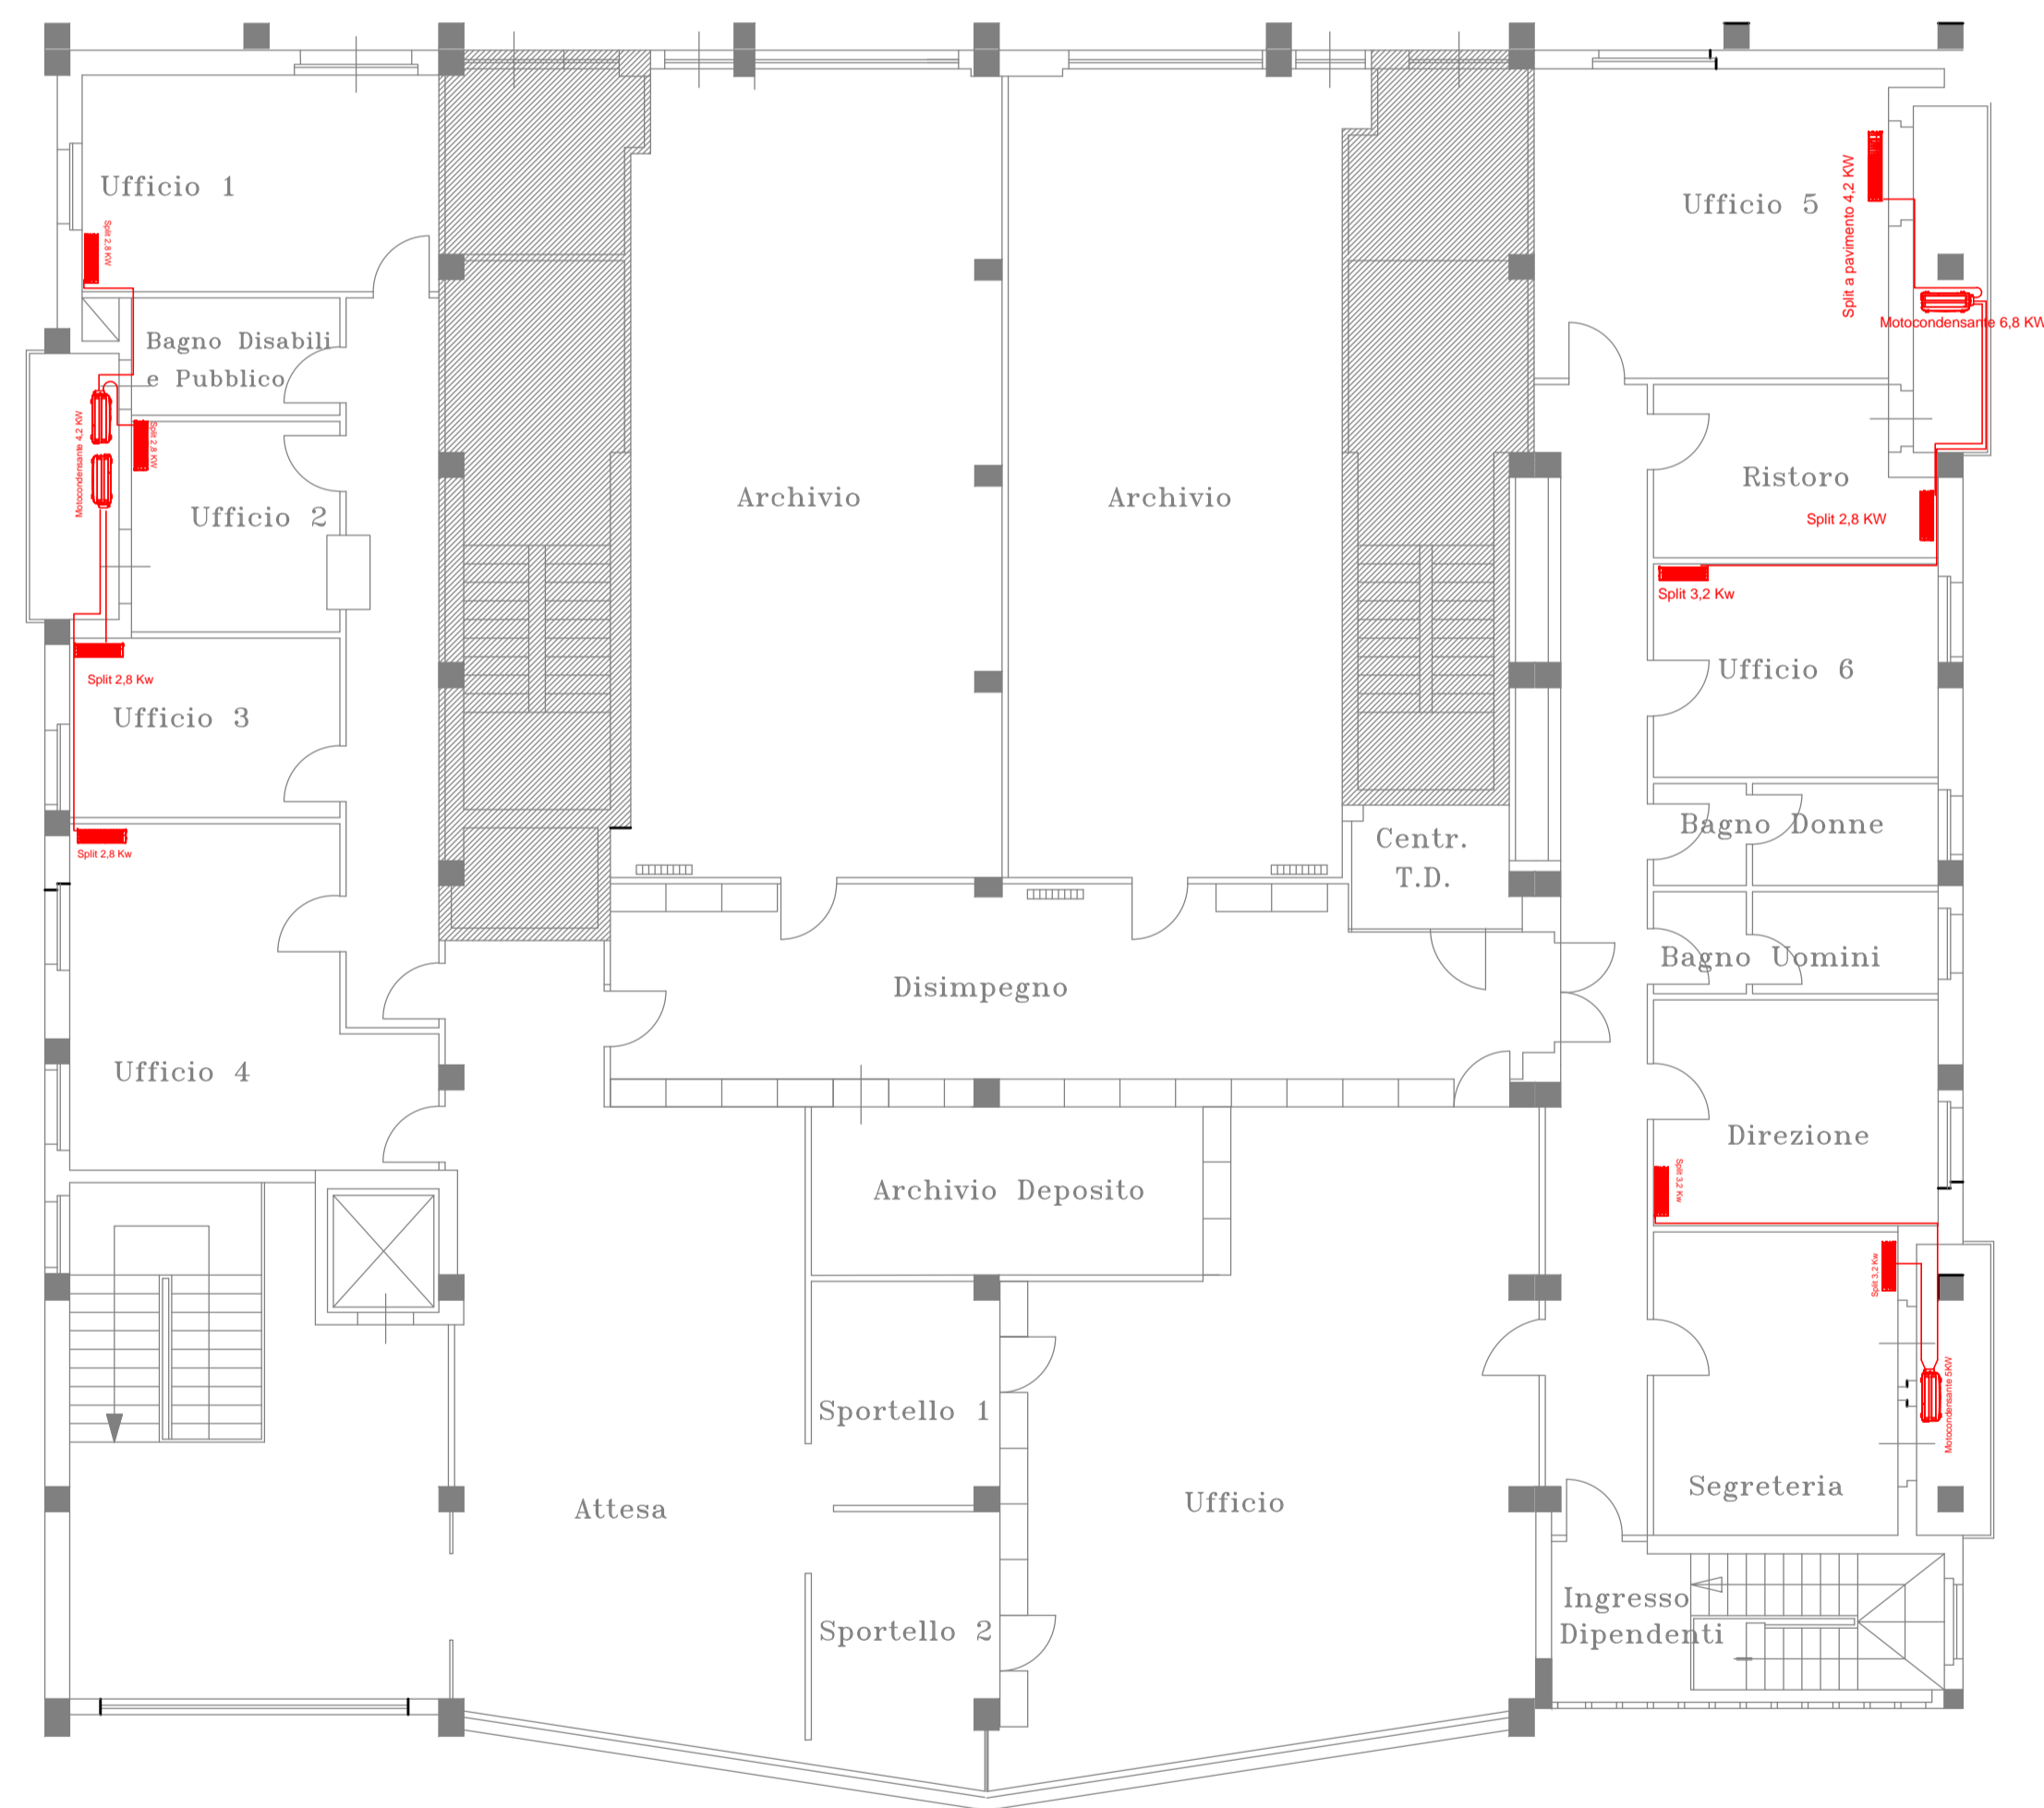 Ufficio 1
Split 2,8 KW
Bagno Disabili
e Pubblico
Motocondensante 4,2 KW
Split 2,8 KW
Ufficio 2
Split 2,8 Kw
Ufficio 3
Split 2,8 Kw
Ufficio 4
Archivio
Archivio
Centr.
T.D.
Disimpegno
Archivio Deposito
Sportello 1
Attesa
Ufficio
Sportello 2
Ufficio 5
Split a pavimento 4,2 KW
Motocondensante 6,8 KW
Ristoro
Split 2,8 KW
Split 3,2 Kw
Ufficio 6
Bagno Donne
Bagno Uomini
Direzione
Split 3,2 Kw
Split 3,2 Kw
Motocondensante 5KW
Segreteria
Ingresso
Dipendenti